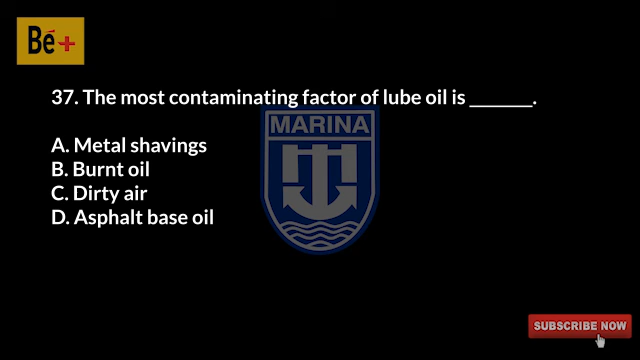 Bé+
37. The most contaminating factor of lube oil is _______.
A. Metal shavings
B. Burnt oil
C. Dirty air
D. Asphalt base oil
MARINA
SUBSCRIBE NOW